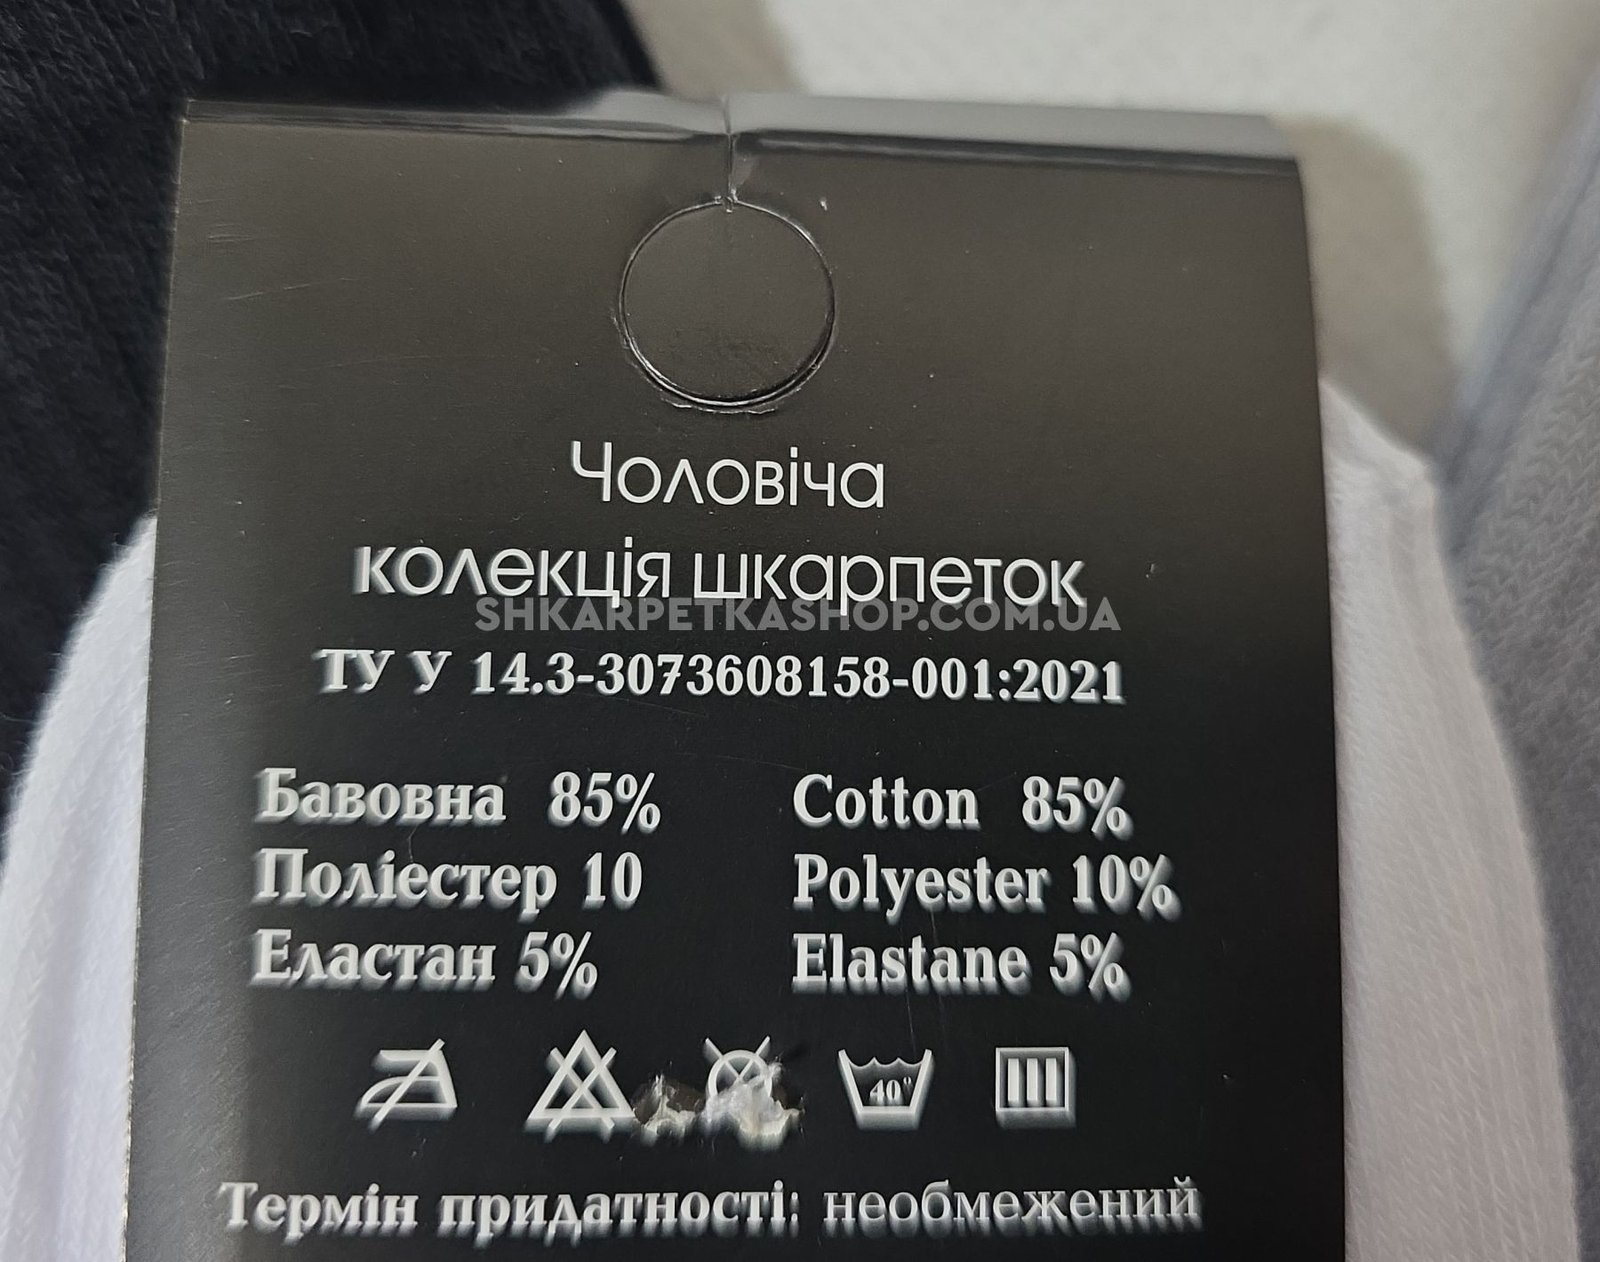 Чоловіча
колекція шкарпеток
SHKARPETKASHOP.COM.UA
ТУ У 14.3-3073608158-001:2021
Бавовна 85% Cotton 85%
Поліестер 10 Polyester 10%
Еластан 5% Elastane 5%
40°
Термін придатності: необмежений